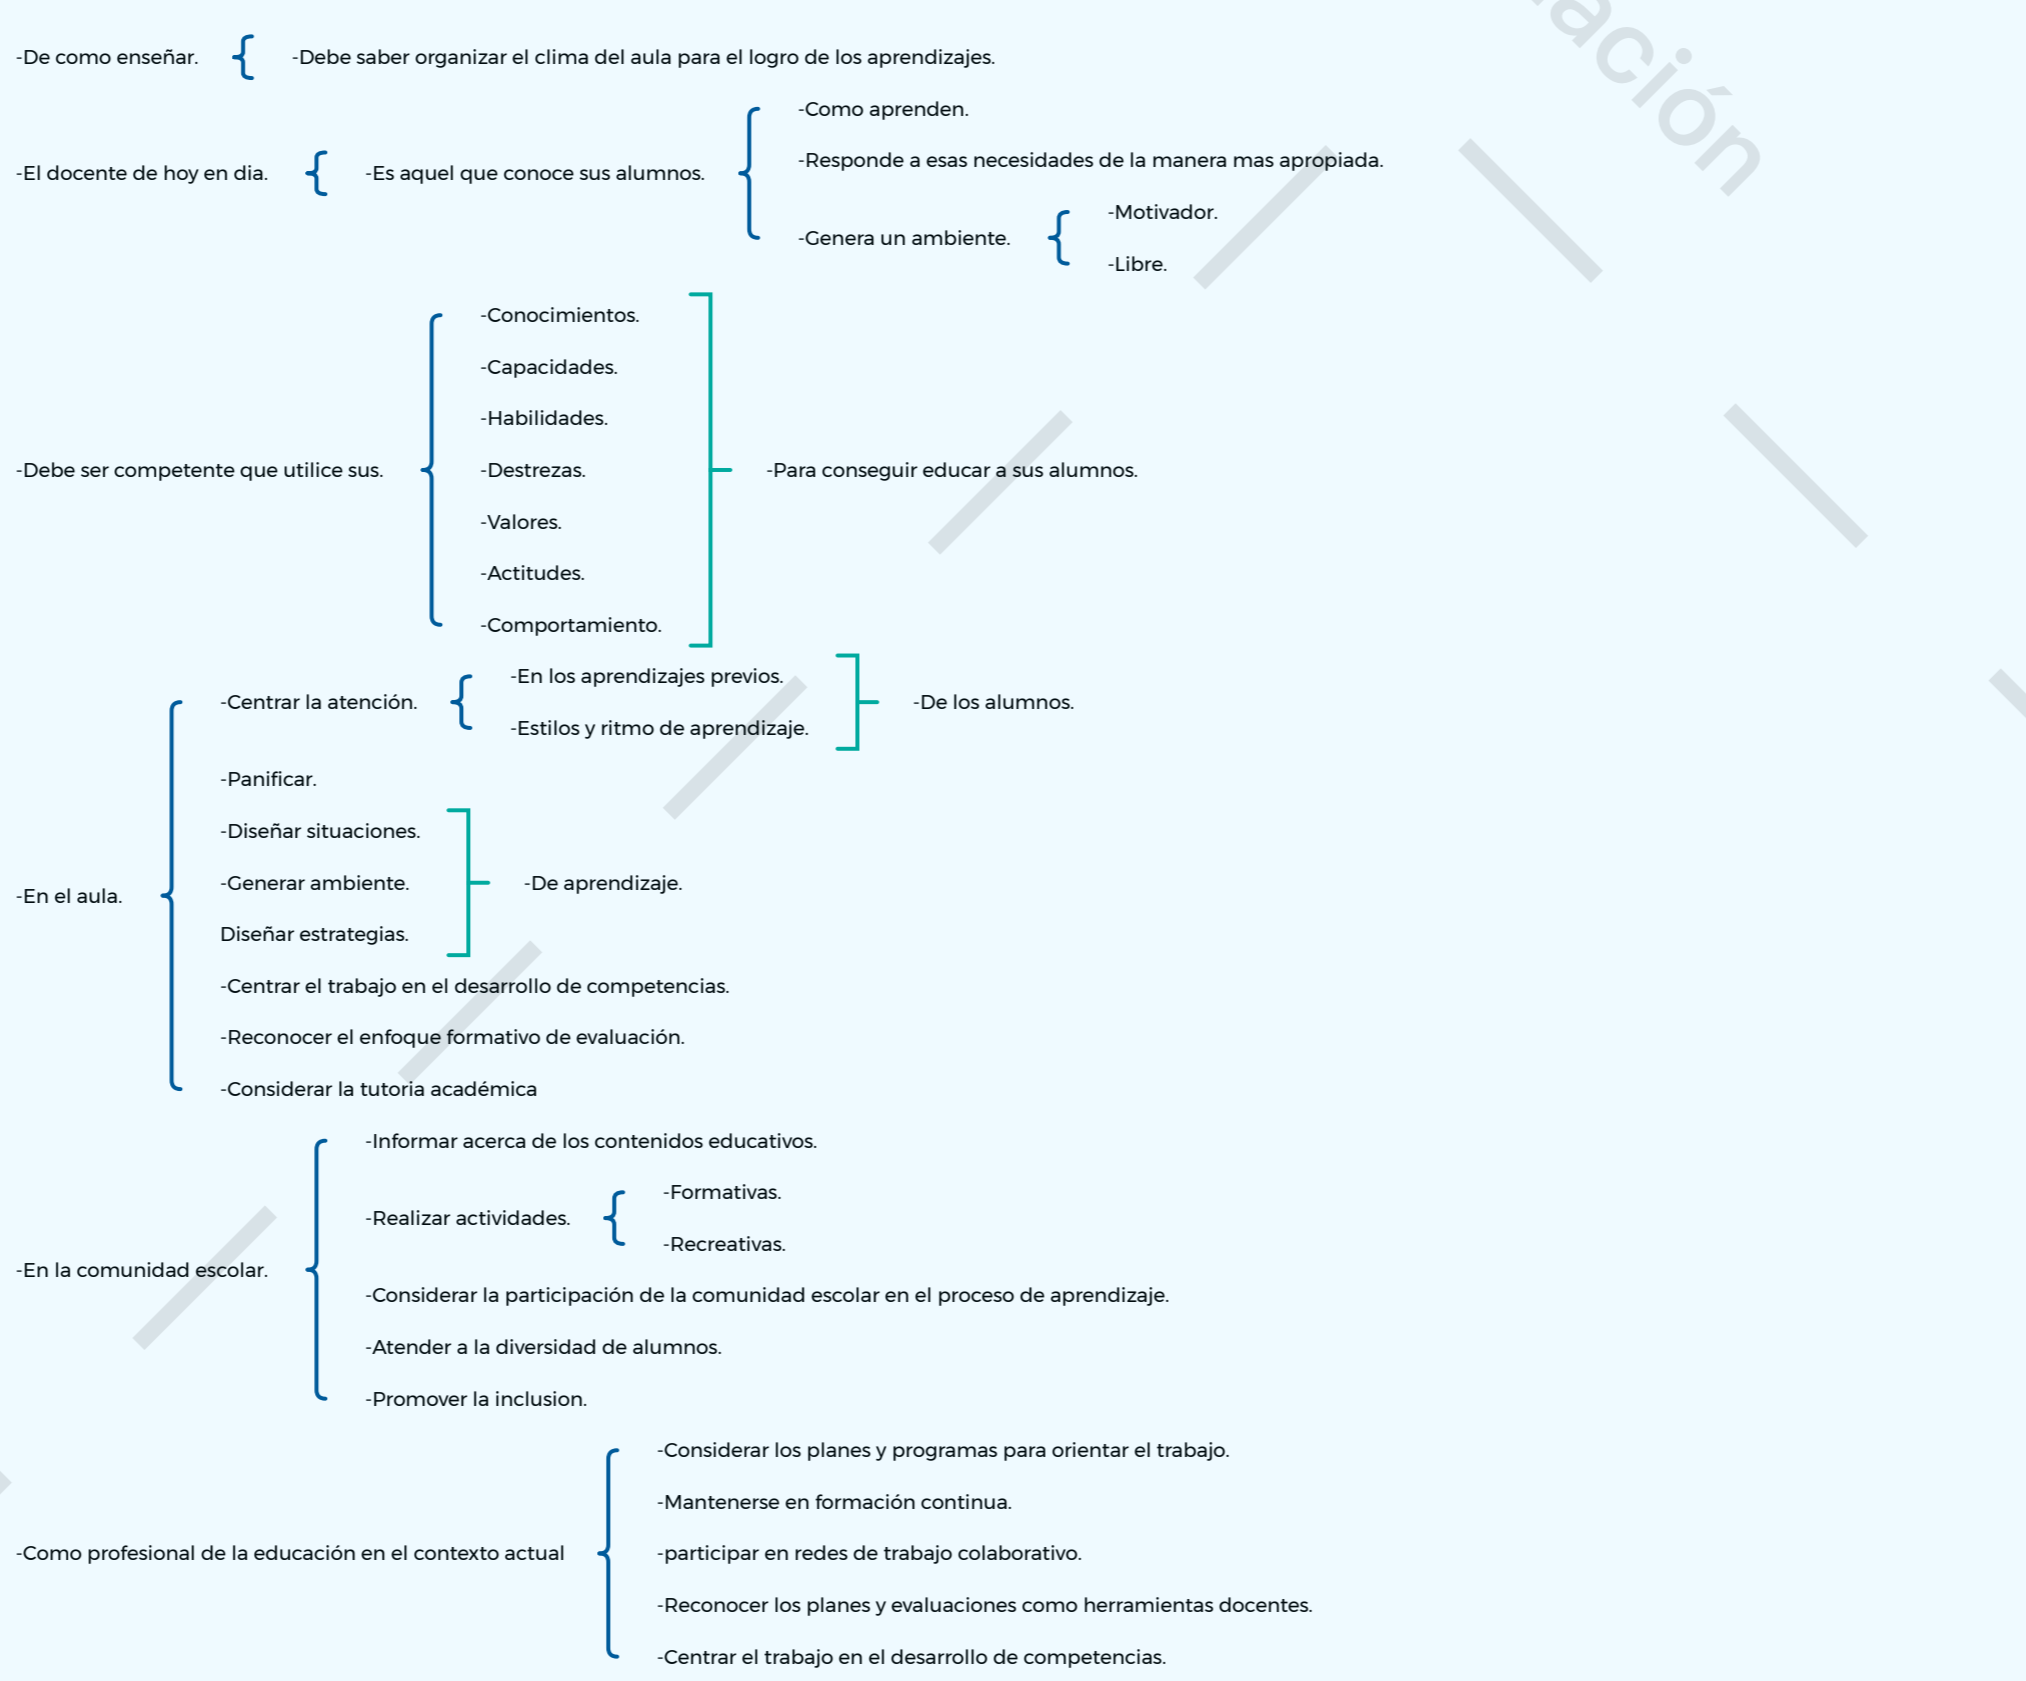 -De como enseñar.
-Debe saber organizar el clima del aula para el logro de los aprendizajes.
-El docente de hoy en dia.
-Es aquel que conoce sus alumnos.
-Como aprenden.
-Responde a esas necesidades de la manera mas apropiada.
-Genera un ambiente.
-Motivador.
-Libre.
-Debe ser competente que utilice sus.
-Conocimientos.
-Capacidades.
-Habilidades.
-Destrezas.
-Valores.
-Actitudes.
-Comportamiento.
-Para conseguir educar a sus alumnos.
-En el aula.
-Centrar la atención.
-En los aprendizajes previos.
-Estilos y ritmo de aprendizaje.
-De los alumnos.
-Panificar.
-Diseñar situaciones.
-Generar ambiente.
Diseñar estrategias.
-De aprendizaje.
-Centrar el trabajo en el desarrollo de competencias.
-Reconocer el enfoque formativo de evaluación.
-Considerar la tutoria académica
-En la comunidad escolar.
-Informar acerca de los contenidos educativos.
-Realizar actividades.
-Formativas.
-Recreativas.
-Considerar la participación de la comunidad escolar en el proceso de aprendizaje.
-Atender a la diversidad de alumnos.
-Promover la inclusion.
-Como profesional de la educación en el contexto actual
-Considerar los planes y programas para orientar el trabajo.
-Mantenerse en formación continua.
-participar en redes de trabajo colaborativo.
-Reconocer los planes y evaluaciones como herramientas docentes.
-Centrar el trabajo en el desarrollo de competencias.